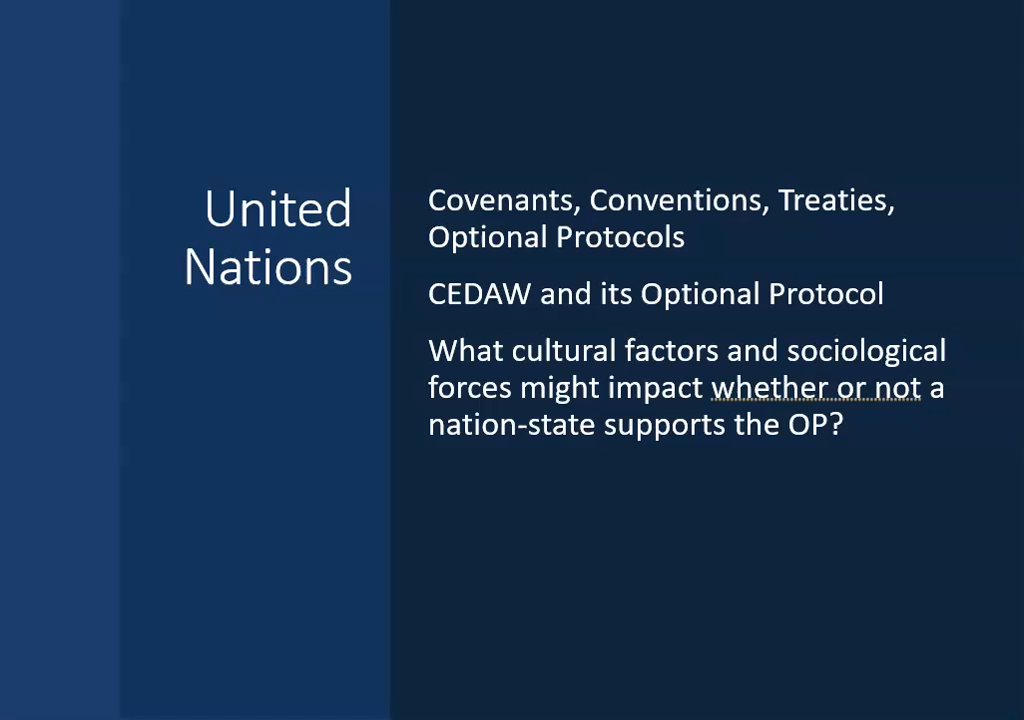 United
Nations
Covenants, Conventions, Treaties,
Optional Protocols
CEDAW and its Optional Protocol
What cultural factors and sociological
forces might impact whether or not a
nation-state supports the OP?